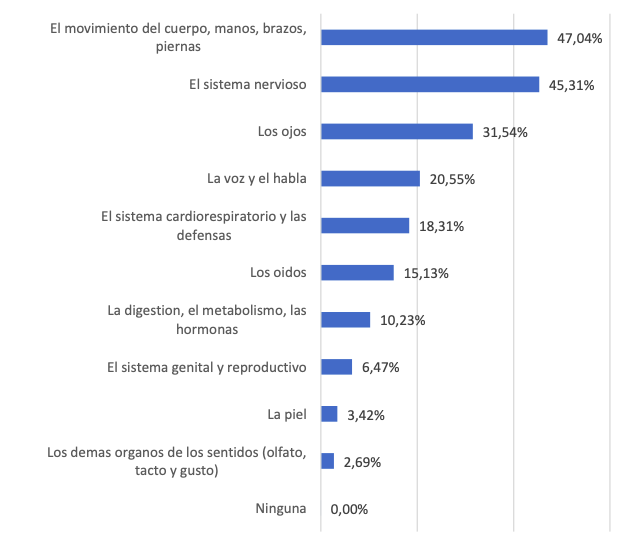 El movimiento del cuerpo, manos, brazos,
piernas
47,04%
El sistema nervioso
45,31%
Los ojos
31,54%
La voz y el habla
20,55%
El sistema cardiorespiratorio y las
defensas
18,31%
Los oidos
15,13%
La digestion, el metabolismo, las
hormonas
10,23%
El sistema genital y reproductivo
6,47%
La piel
3,42%
Los demas organos de los sentidos (olfato,
tacto y gusto)
2,69%
Ninguna
0,00%